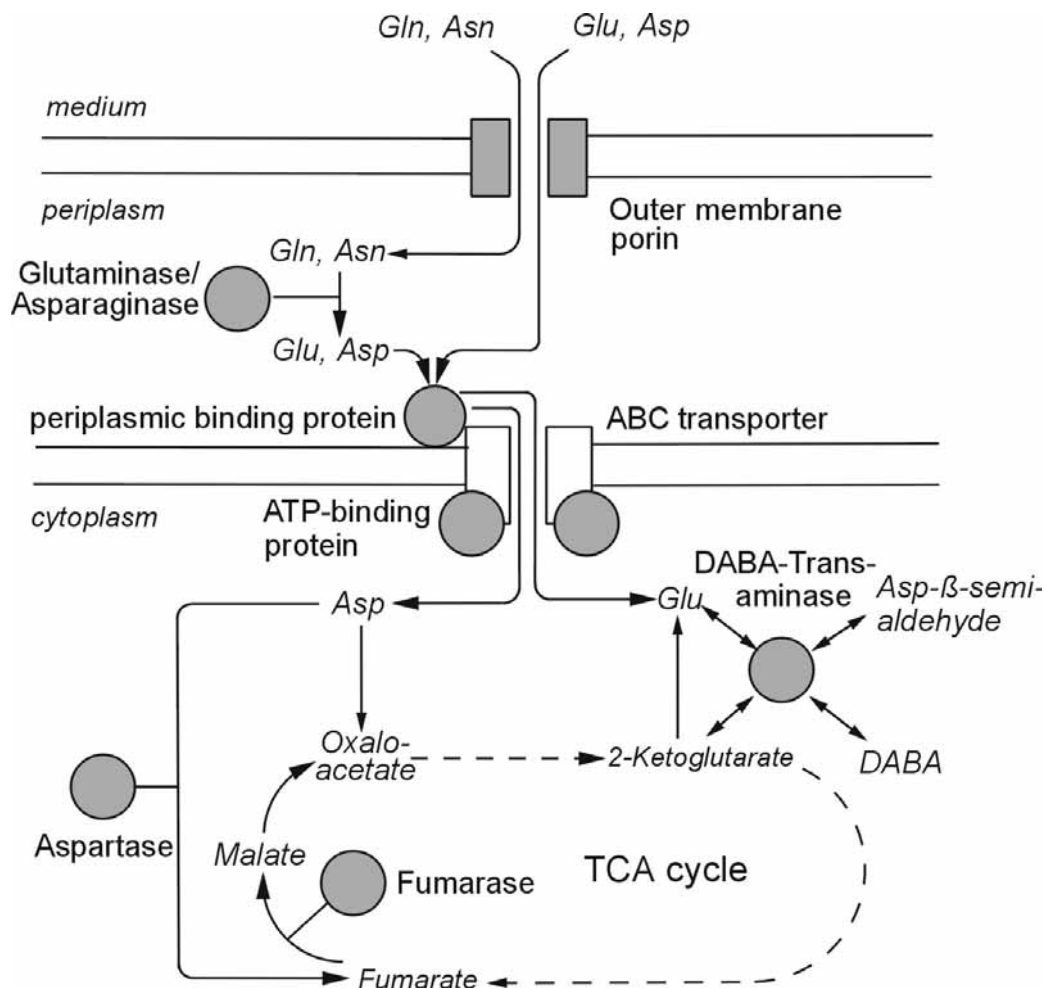 Gln, Asn
Glu, Asp
medium
periplasm
Outer membrane
porin
Gln, Asn
Glutaminase/
Asparaginase
Glu, Asp
periplasmic binding protein
ABC transporter
cytoplasm
ATP-binding
protein
DABA-Trans-
aminase
Asp
Glu
Asp-ß-semi-
aldehyde
Oxalo-
acetate
2-Ketoglutarate
DABA
Aspartase
Malate
Fumarase
TCA cycle
Fumarate